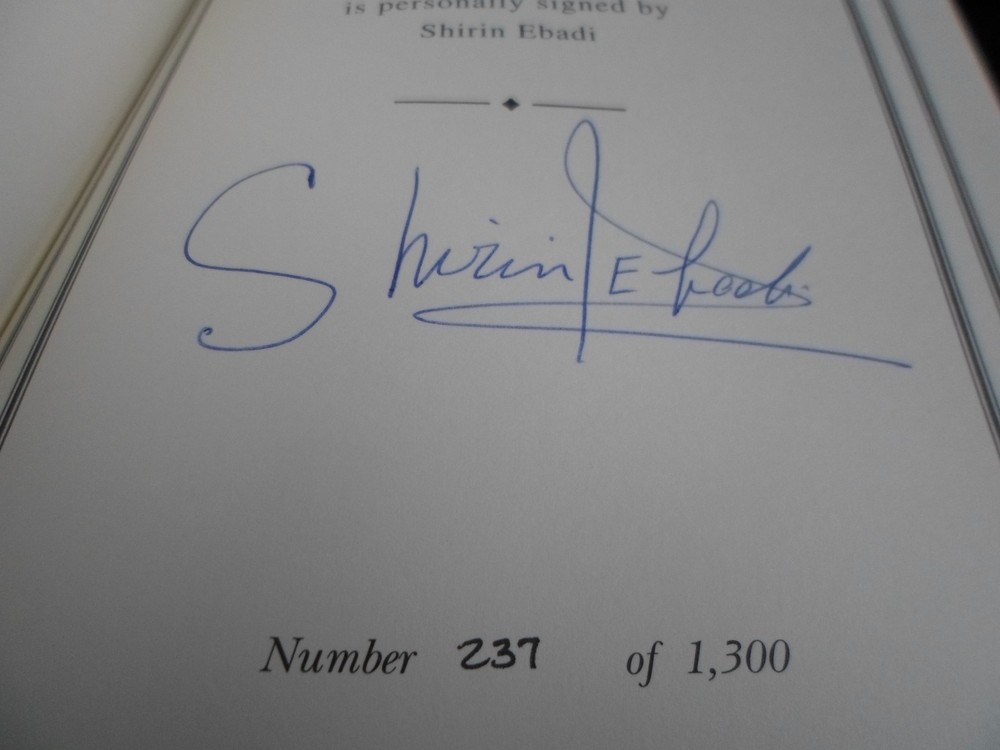 is personally signed by
Shirin Ebadi
Shirin Ebadi
Number 237 of 1,300